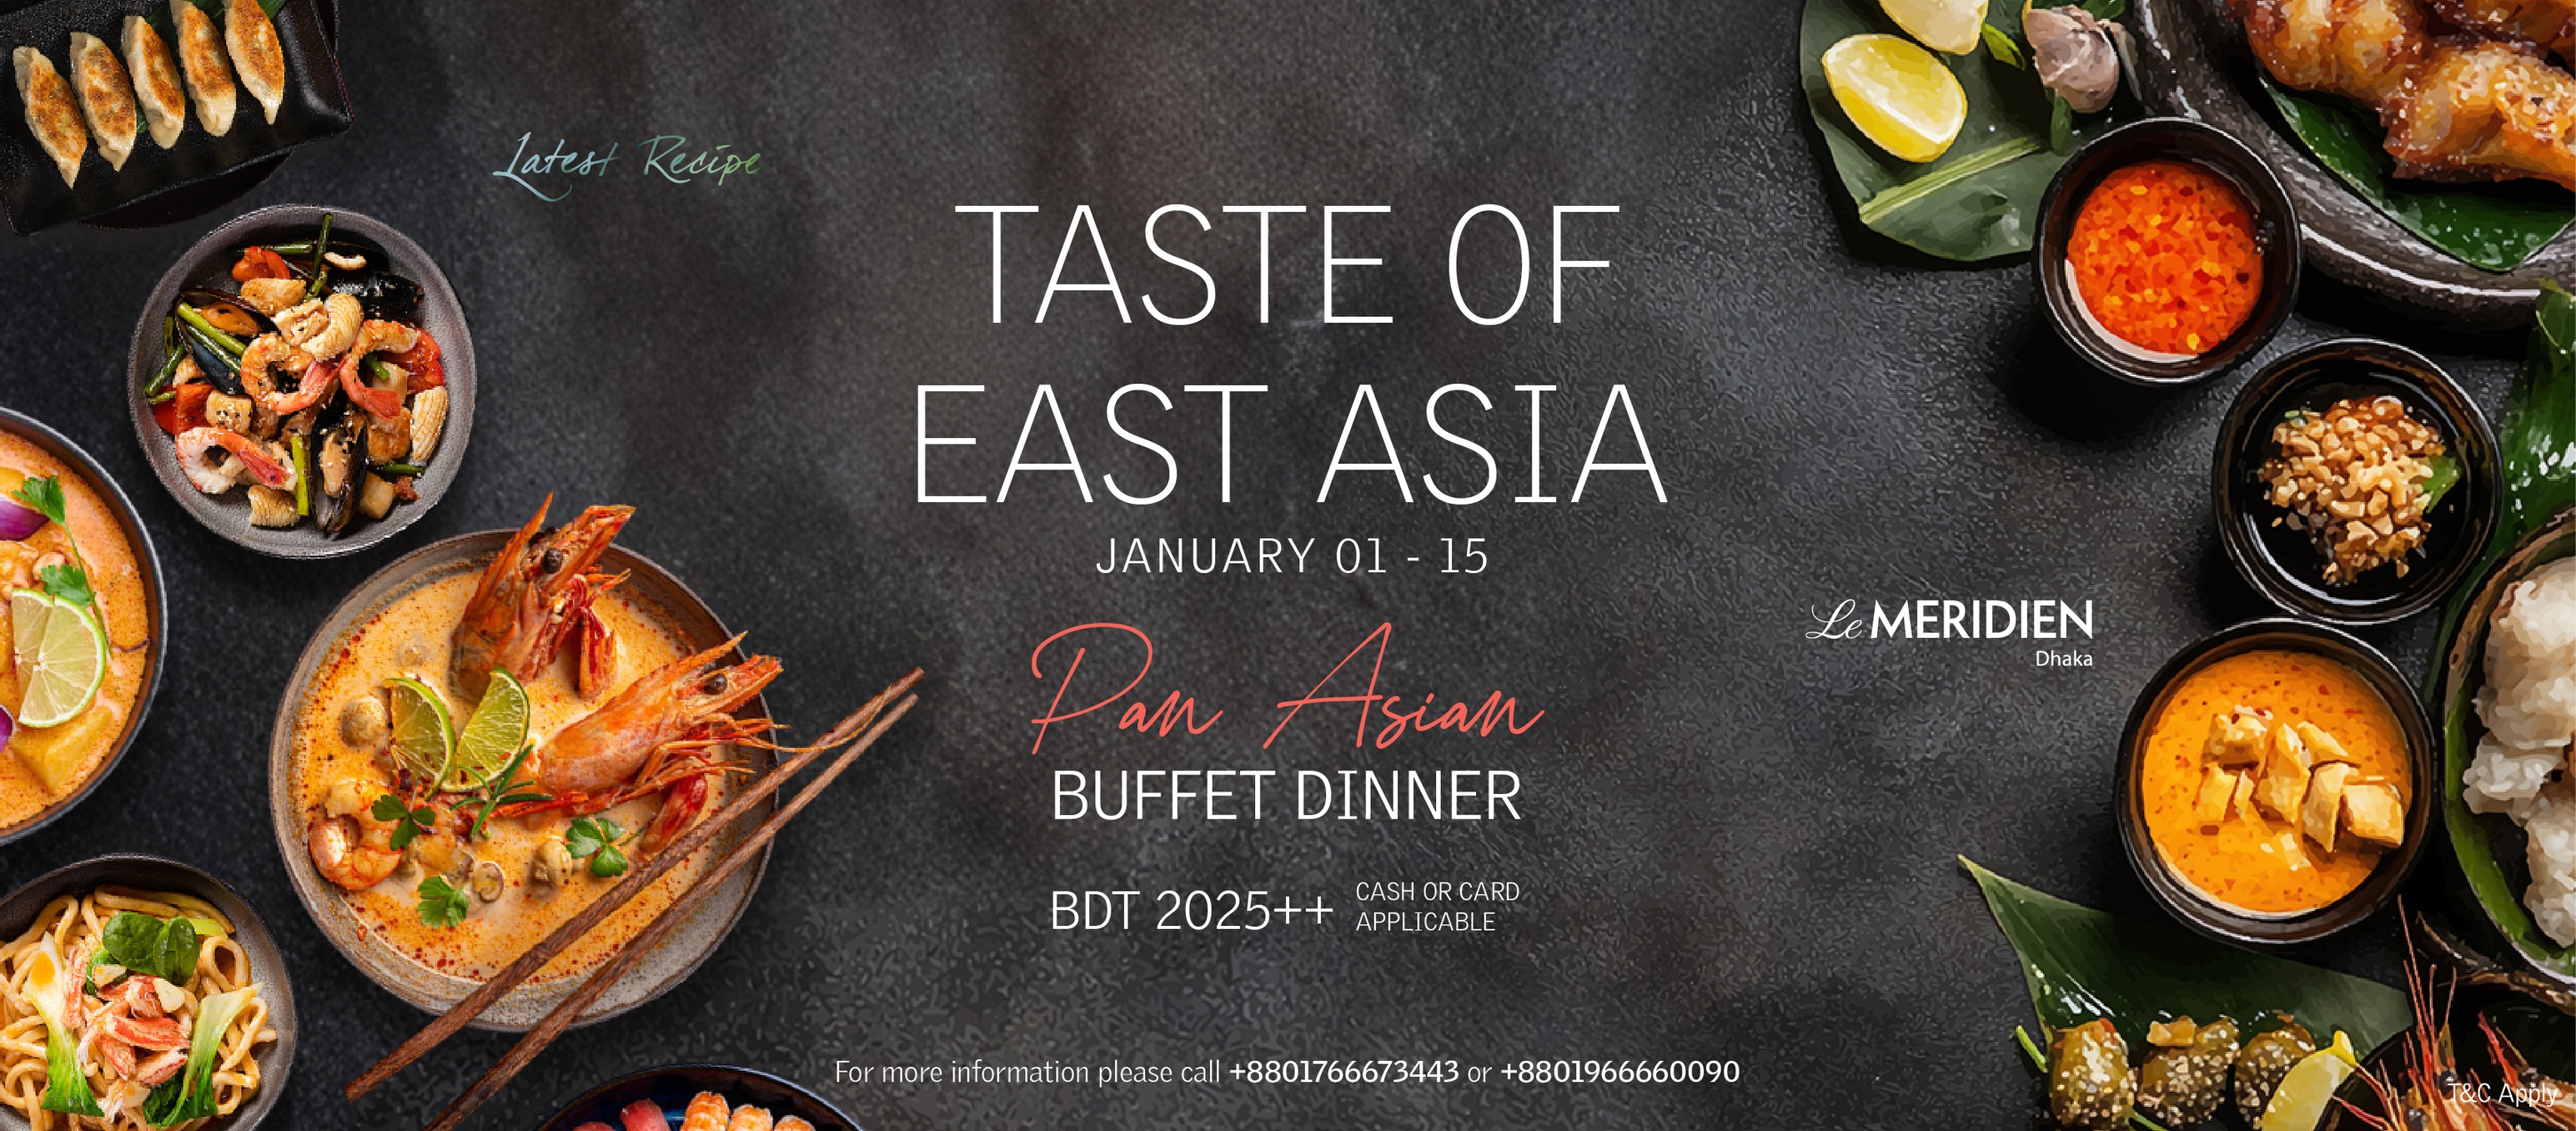 Latest Recipe
TASTE OF
EAST ASIA
JANUARY 01 - 15
Pan Asian
BUFFET DINNER
BDT 2025++ CASH OR CARD
APPLICABLE
Le MERIDIEN
Dhaka
For more information please call +8801766673443 or +8801966660090
T&C Apply